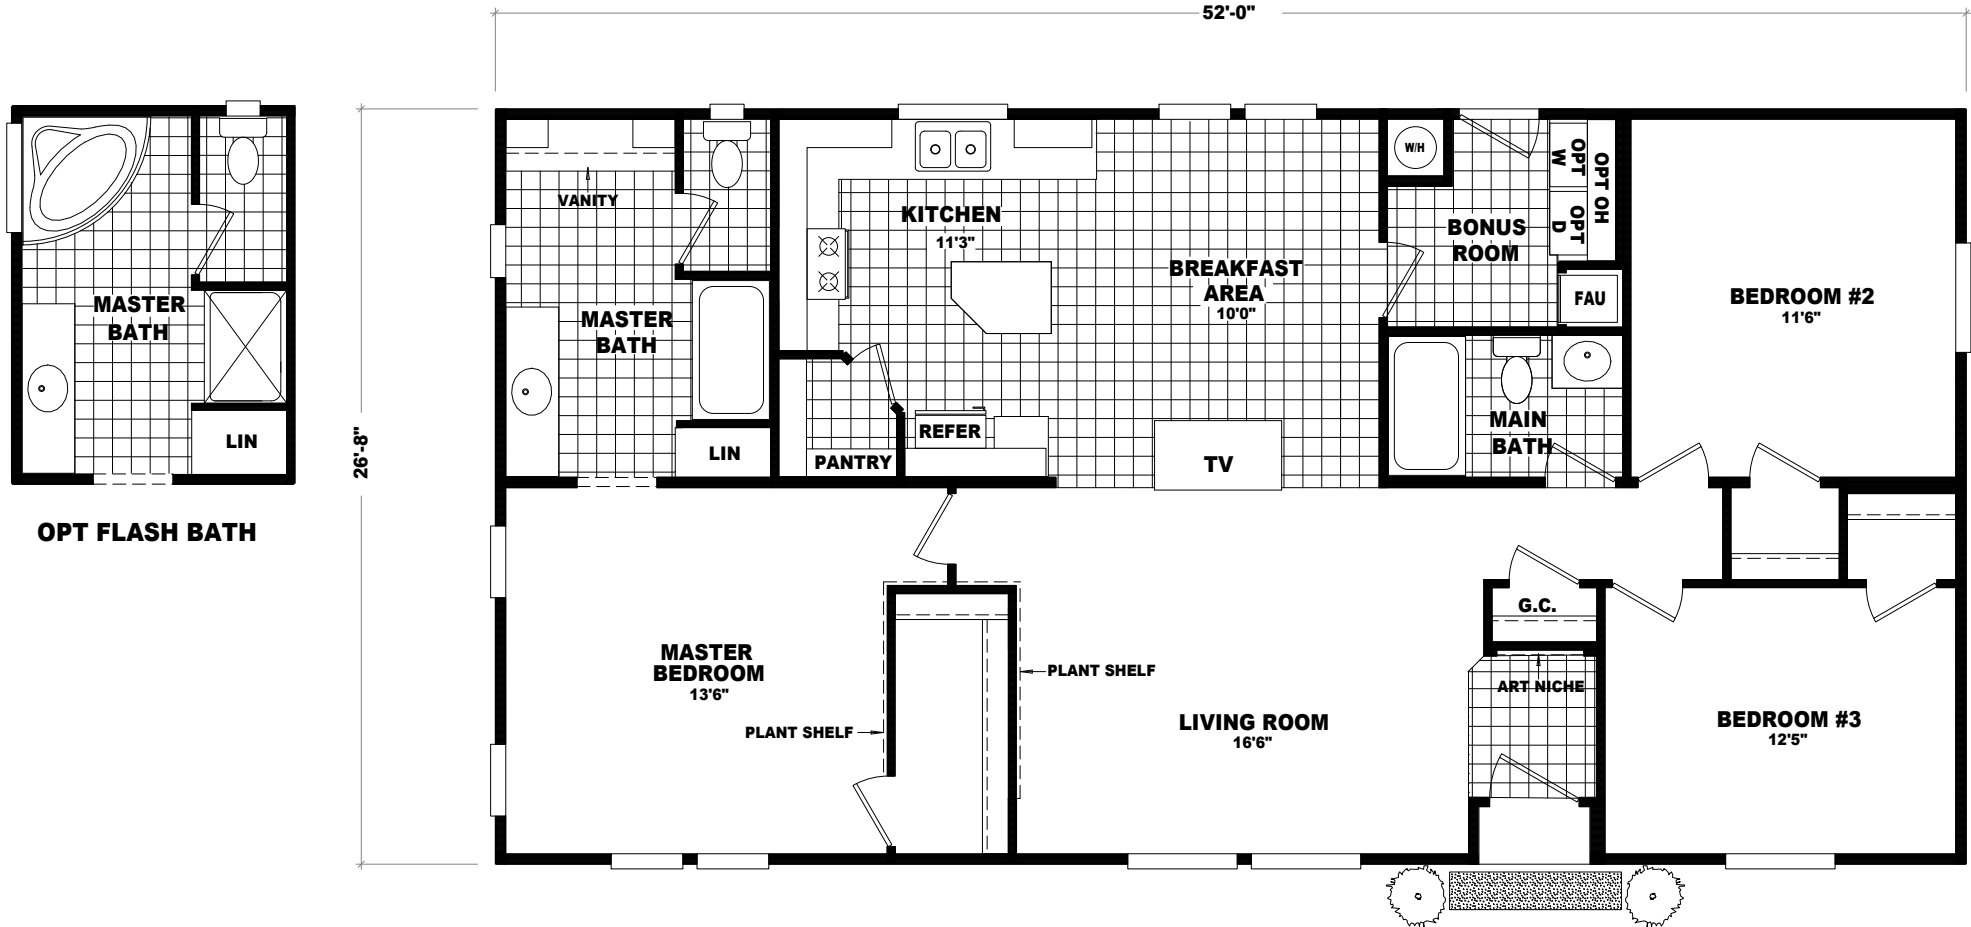 52'-0"
26'-8"
MASTER
BATH
LIN
OPT FLASH BATH
VANITY
MASTER
BATH
LIN
KITCHEN
11'3"
BREAKFAST
AREA
10'0"
REFER
PANTRY
TV
W/H
OPT
W
OPT
D
OPT OH
BONUS
ROOM
FAU
MAIN
BATH
BEDROOM #2
11'6"
MASTER
BEDROOM
13'6"
PLANT SHELF
PLANT SHELF
LIVING ROOM
16'6"
G.C.
ART NICHE
BEDROOM #3
12'5"